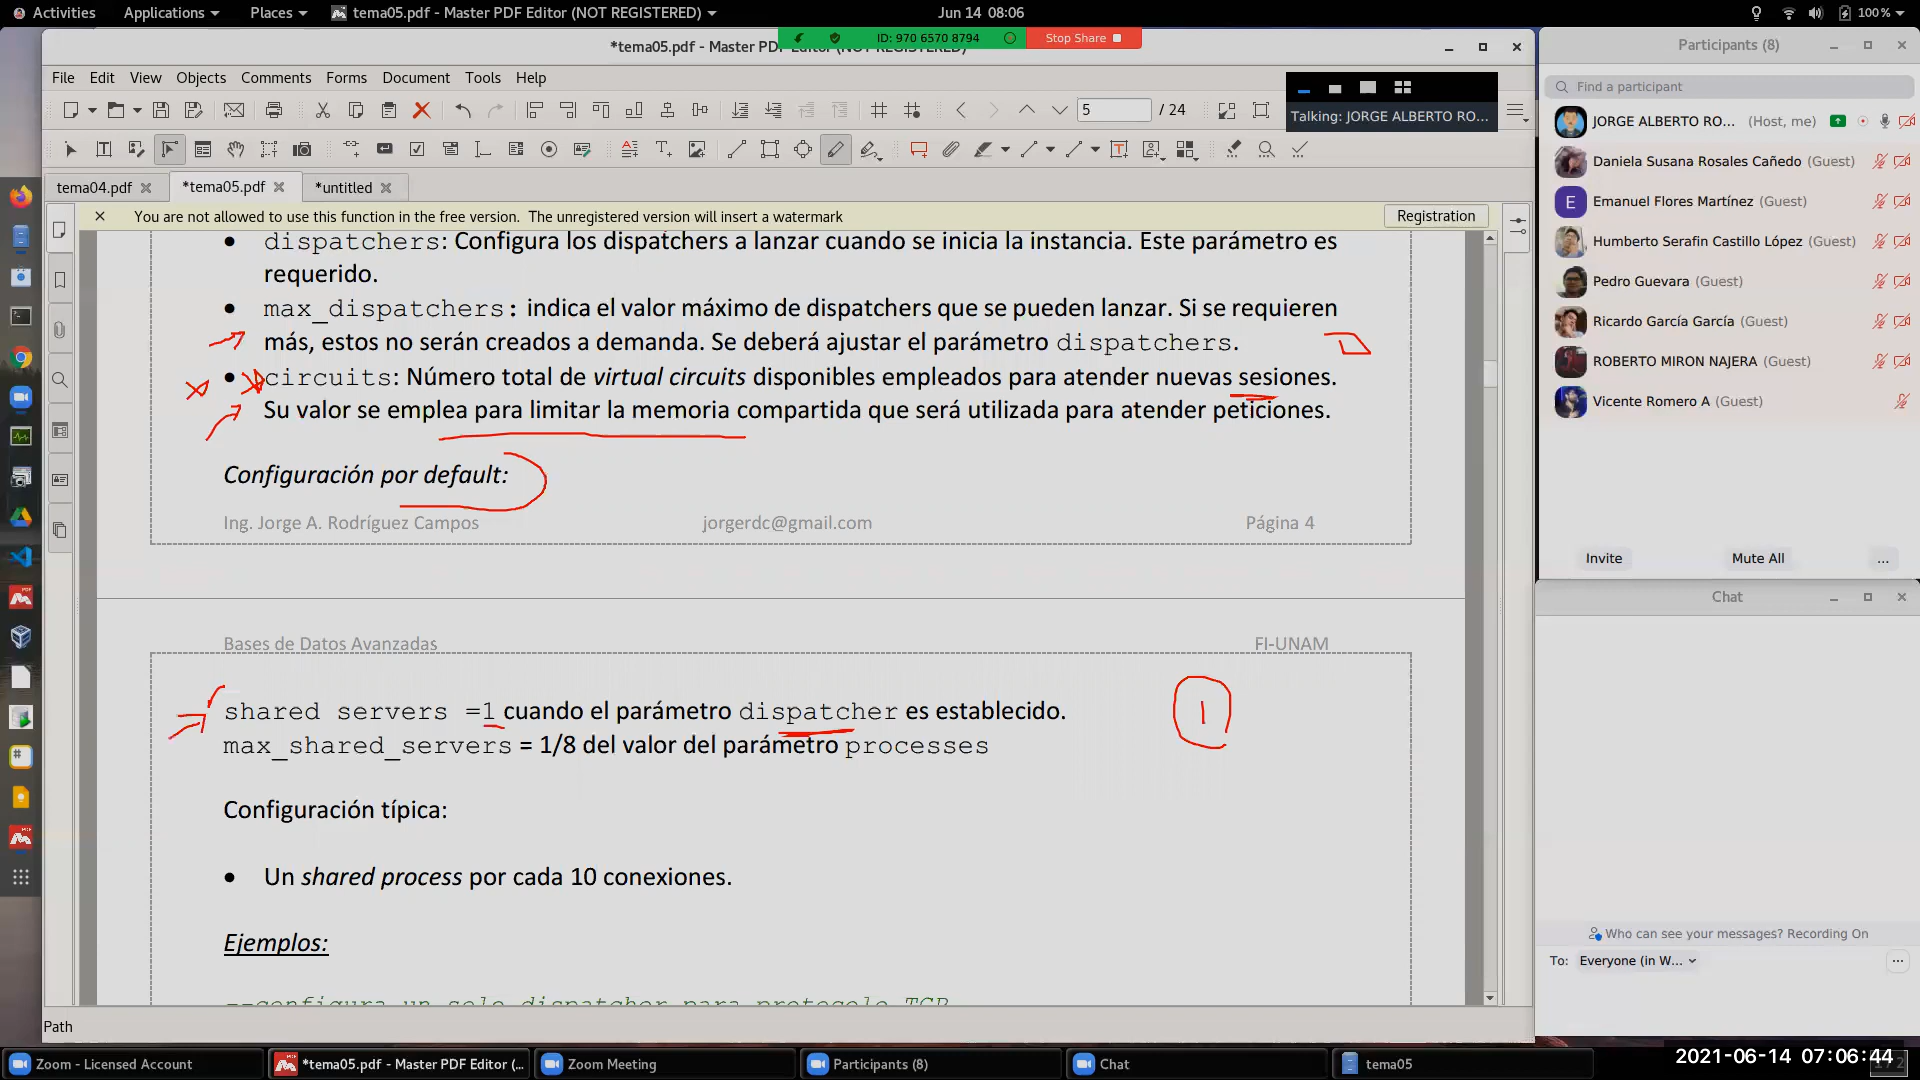 Activities Applications Places tema05.pdf - Master PDF Editor (NOT REGISTERED) Jun 14 08:06 100%
*tema05.pdf - Master PDF Editor (NOT REGISTERED)
ID: 970 6570 8794 Stop Share
File Edit View Objects Comments Forms Document Tools Help
5 / 24
Talking: JORGE ALBERTO RO...
tema04.pdf *tema05.pdf *untitled
You are not allowed to use this function in the free version. The unregistered version will insert a watermark Registration
dispatchers: Configura los dispatchers a lanzar cuando se inicia la instancia. Este parámetro es
requerido.
max_dispatchers: indica el valor máximo de dispatchers que se pueden lanzar. Si se requieren
más, estos no serán creados a demanda. Se deberá ajustar el parámetro dispatchers.
circuits: Número total de virtual circuits disponibles empleados para atender nuevas sesiones.
Su valor se emplea para limitar la memoria compartida que será utilizada para atender peticiones.
Configuración por default:
Ing. Jorge A. Rodríguez Campos jorgerdc@gmail.com Página 4
Bases de Datos Avanzadas FI-UNAM
shared servers =1 cuando el parámetro dispatcher es establecido.
1
max_shared_servers = 1/8 del valor del parámetro processes
Configuración típica:
Un shared process por cada 10 conexiones.
Ejemplos:
--configura un solo dispatcher para protocolo TCP
Path
Participants (8)
Find a participant
JORGE ALBERTO RO... (Host, me)
Daniela Susana Rosales Cañedo (Guest)
E Emanuel Flores Martínez (Guest)
Humberto Serafin Castillo López (Guest)
Pedro Guevara (Guest)
Ricardo García García (Guest)
ROBERTO MIRON NAJERA (Guest)
Vicente Romero A (Guest)
Invite Mute All ...
Chat
Who can see your messages? Recording On
To: Everyone (in W...
Zoom - Licensed Account *tema05.pdf - Master PDF Editor (... Zoom Meeting Participants (8) Chat tema05
2021-06-14 07:06:44